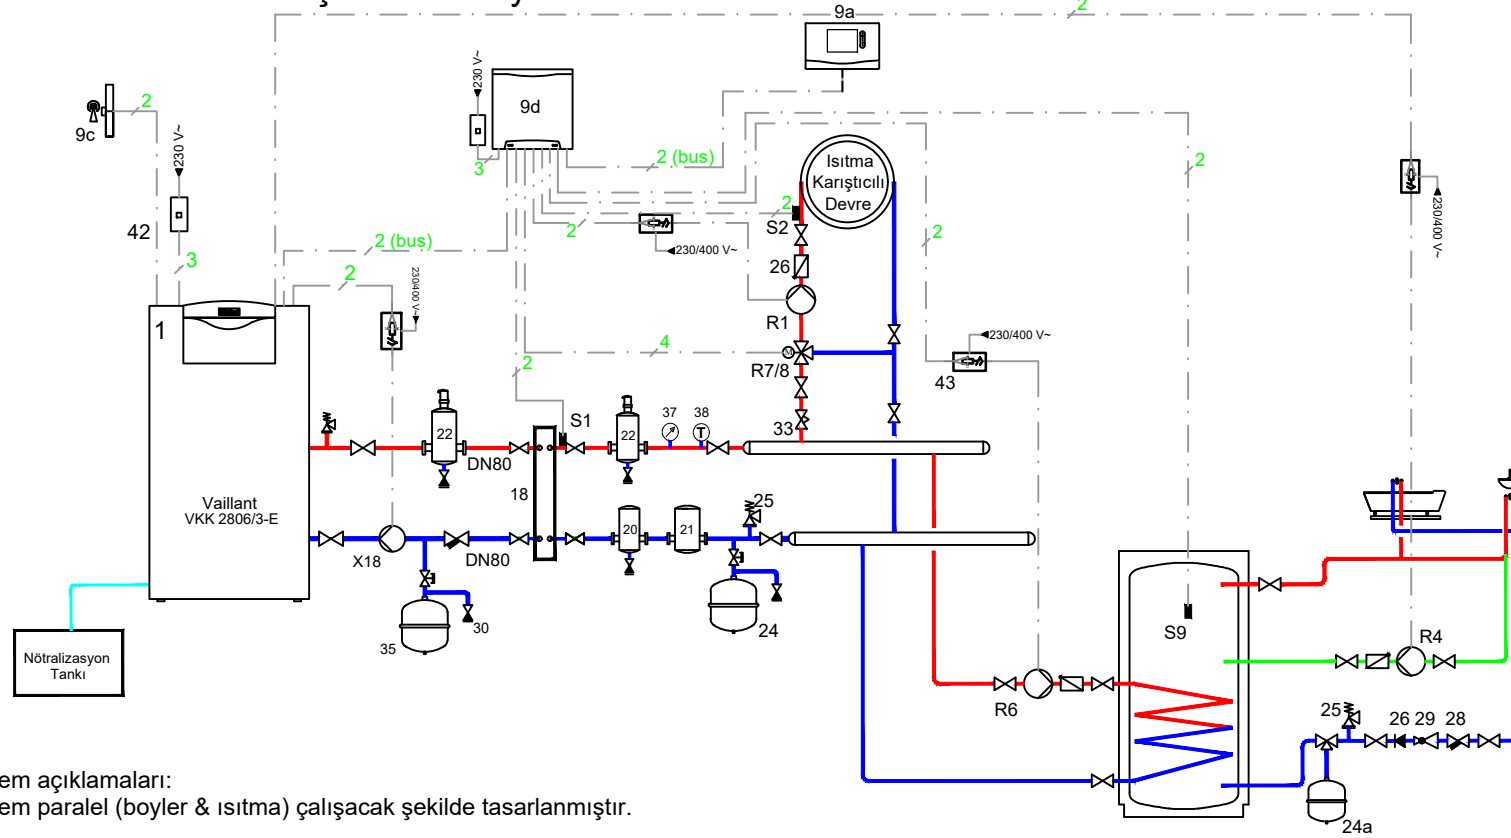 2
9a
230 V~
9d
2
9c
230 V~
2 (bus)
3
2
Isıtma
Karıştıcılı
Devre
230/400 V~
42
2
S2
2
2
2 (bus)
230/400 V~
3
2
26
230/400 V~
1
R1
230/400 V~
4
M
R7/8
2
43
37
38
S1
33
22
22
T
DN80
Vaillant
VKK 2806/3-E
18
25
20
21
X18
DN80
S9
30
24
35
R4
Nötralizasyon
Tankı
R6
25
26
29
28
em açıklamaları:
em paralel (boyler & ısıtma) çalışacak şekilde tasarlanmıştır.
24a